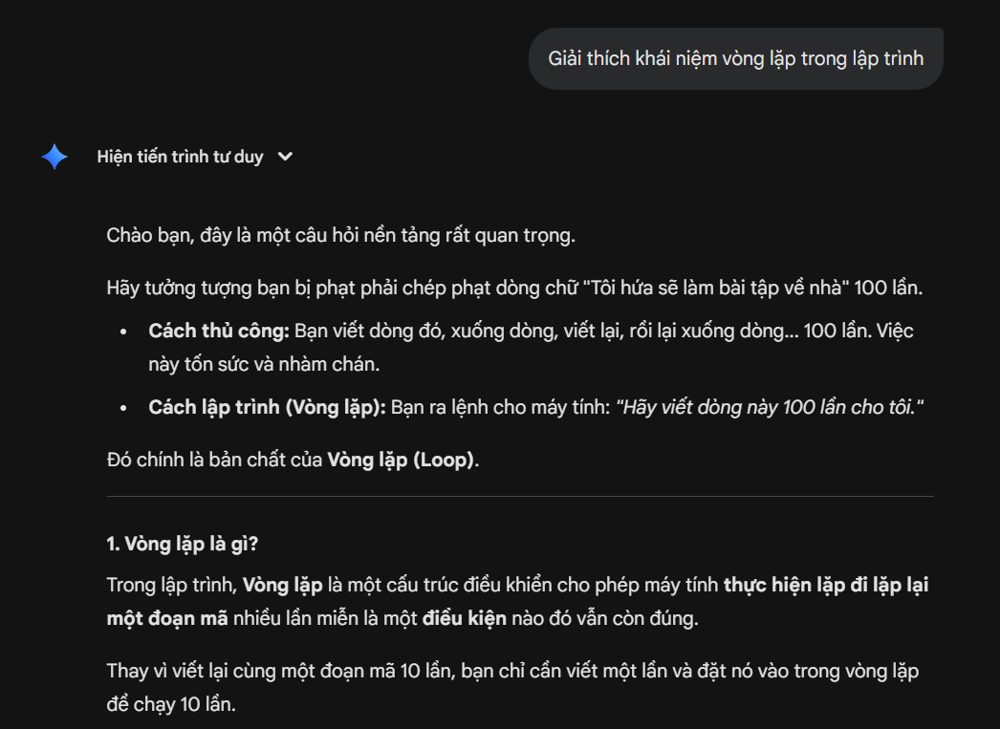 Giải thích khái niệm vòng lặp trong lập trình
Hiện tiến trình tư duy
Chào bạn, đây là một câu hỏi nền tảng rất quan trọng.
Hãy tưởng tượng bạn bị phạt phải chép phạt dòng chữ "Tôi hứa sẽ làm bài tập về nhà" 100 lần.
• Cách thủ công: Bạn viết dòng đó, xuống dòng, viết lại, rồi lại xuống dòng... 100 lần. Việc
này tốn sức và nhàm chán.
• Cách lập trình (Vòng lặp): Bạn ra lệnh cho máy tính: "Hãy viết dòng này 100 lần cho tôi."
Đó chính là bản chất của Vòng lặp (Loop).
1. Vòng lặp là gì?
Trong lập trình, Vòng lặp là một cấu trúc điều khiển cho phép máy tính thực hiện lặp đi lặp lại
một đoạn mã nhiều lần miễn là một điều kiện nào đó vẫn còn đúng.
Thay vì viết lại cùng một đoạn mã 10 lần, bạn chỉ cần viết một lần và đặt nó vào trong vòng lặp
để chạy 10 lần.